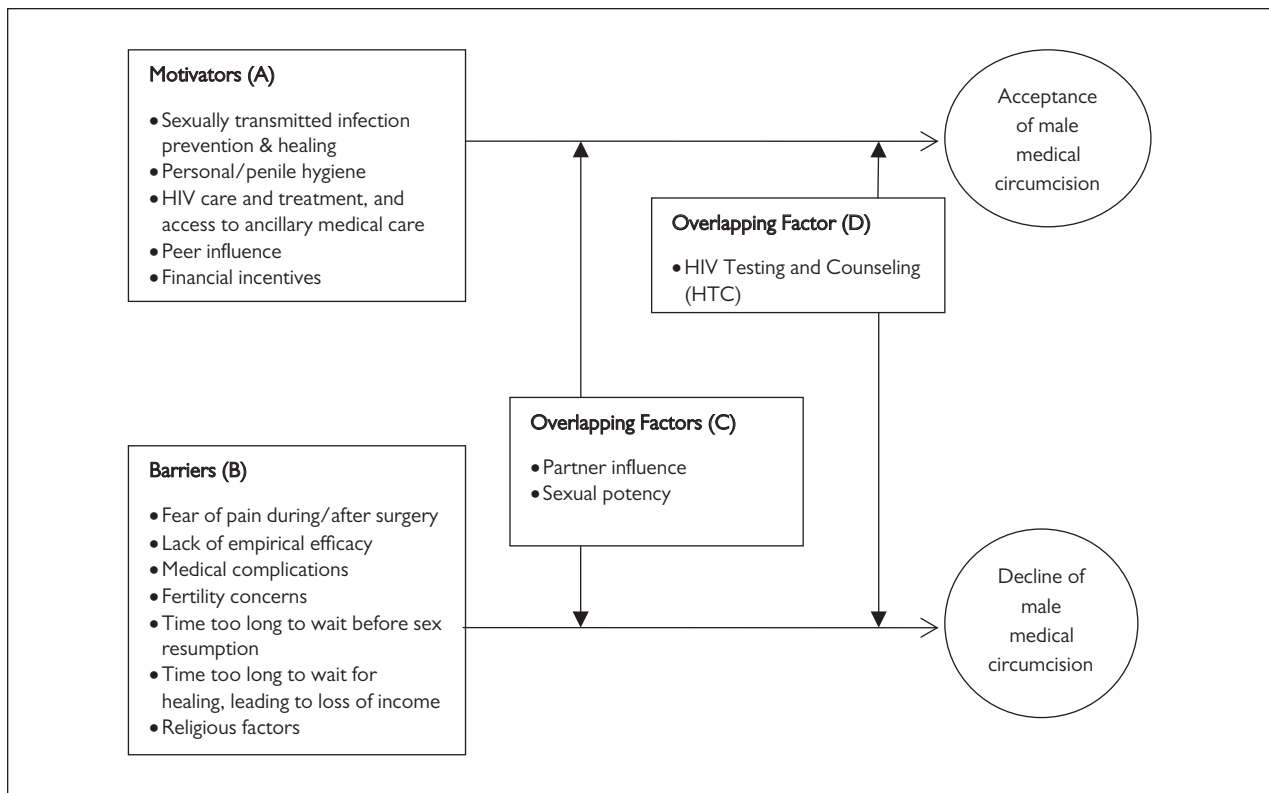 Motivators (A)
• Sexually transmitted infection
prevention & healing
• Personal/penile hygiene
• HIV care and treatment, and
access to ancillary medical care
• Peer influence
• Financial incentives
Acceptance
of male
medical
circumcision
Overlapping Factor (D)
• HIV Testing and Counseling
(HTC)
Overlapping Factors (C)
• Partner influence
• Sexual potency
Barriers (B)
• Fear of pain during/after surgery
• Lack of empirical efficacy
• Medical complications
• Fertility concerns
• Time too long to wait before sex
resumption
• Time too long to wait for
healing, leading to loss of income
• Religious factors
Decline of
male
medical
circumcision